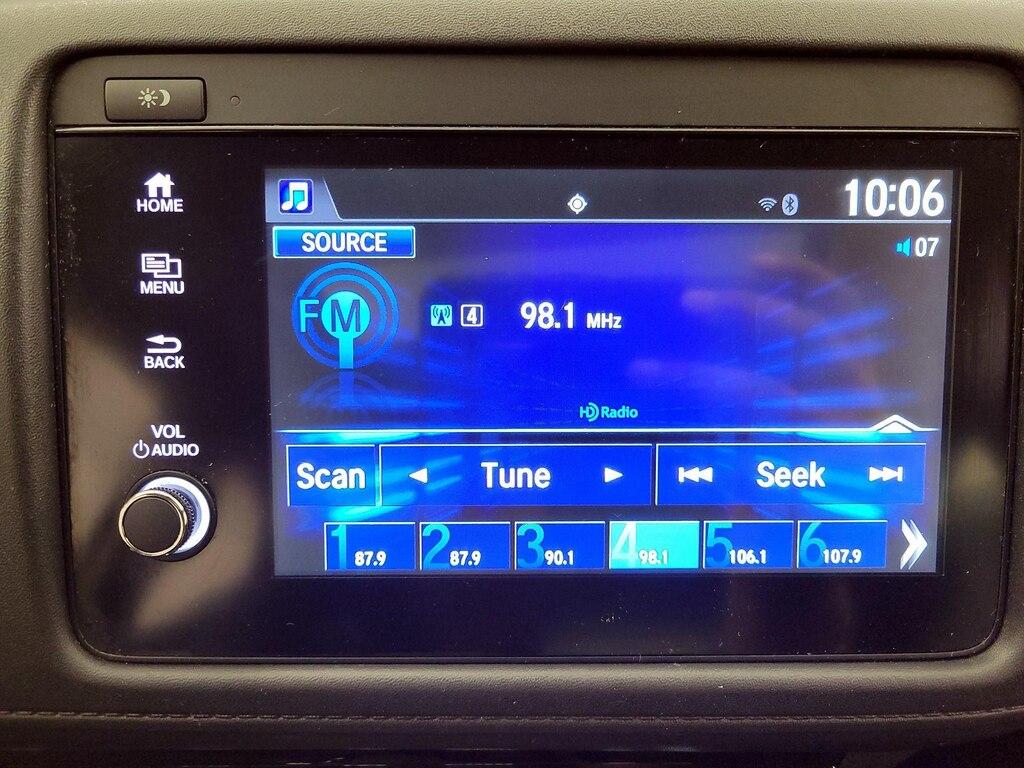 HOME
MENU
BACK
VOL
AUDIO
10:06
SOURCE
07
FM
4
98.1 MHz
HD Radio
Scan
Tune
Seek
1 87.9
2 87.9
3 90.1
4 98.1
5 106.1
6 107.9